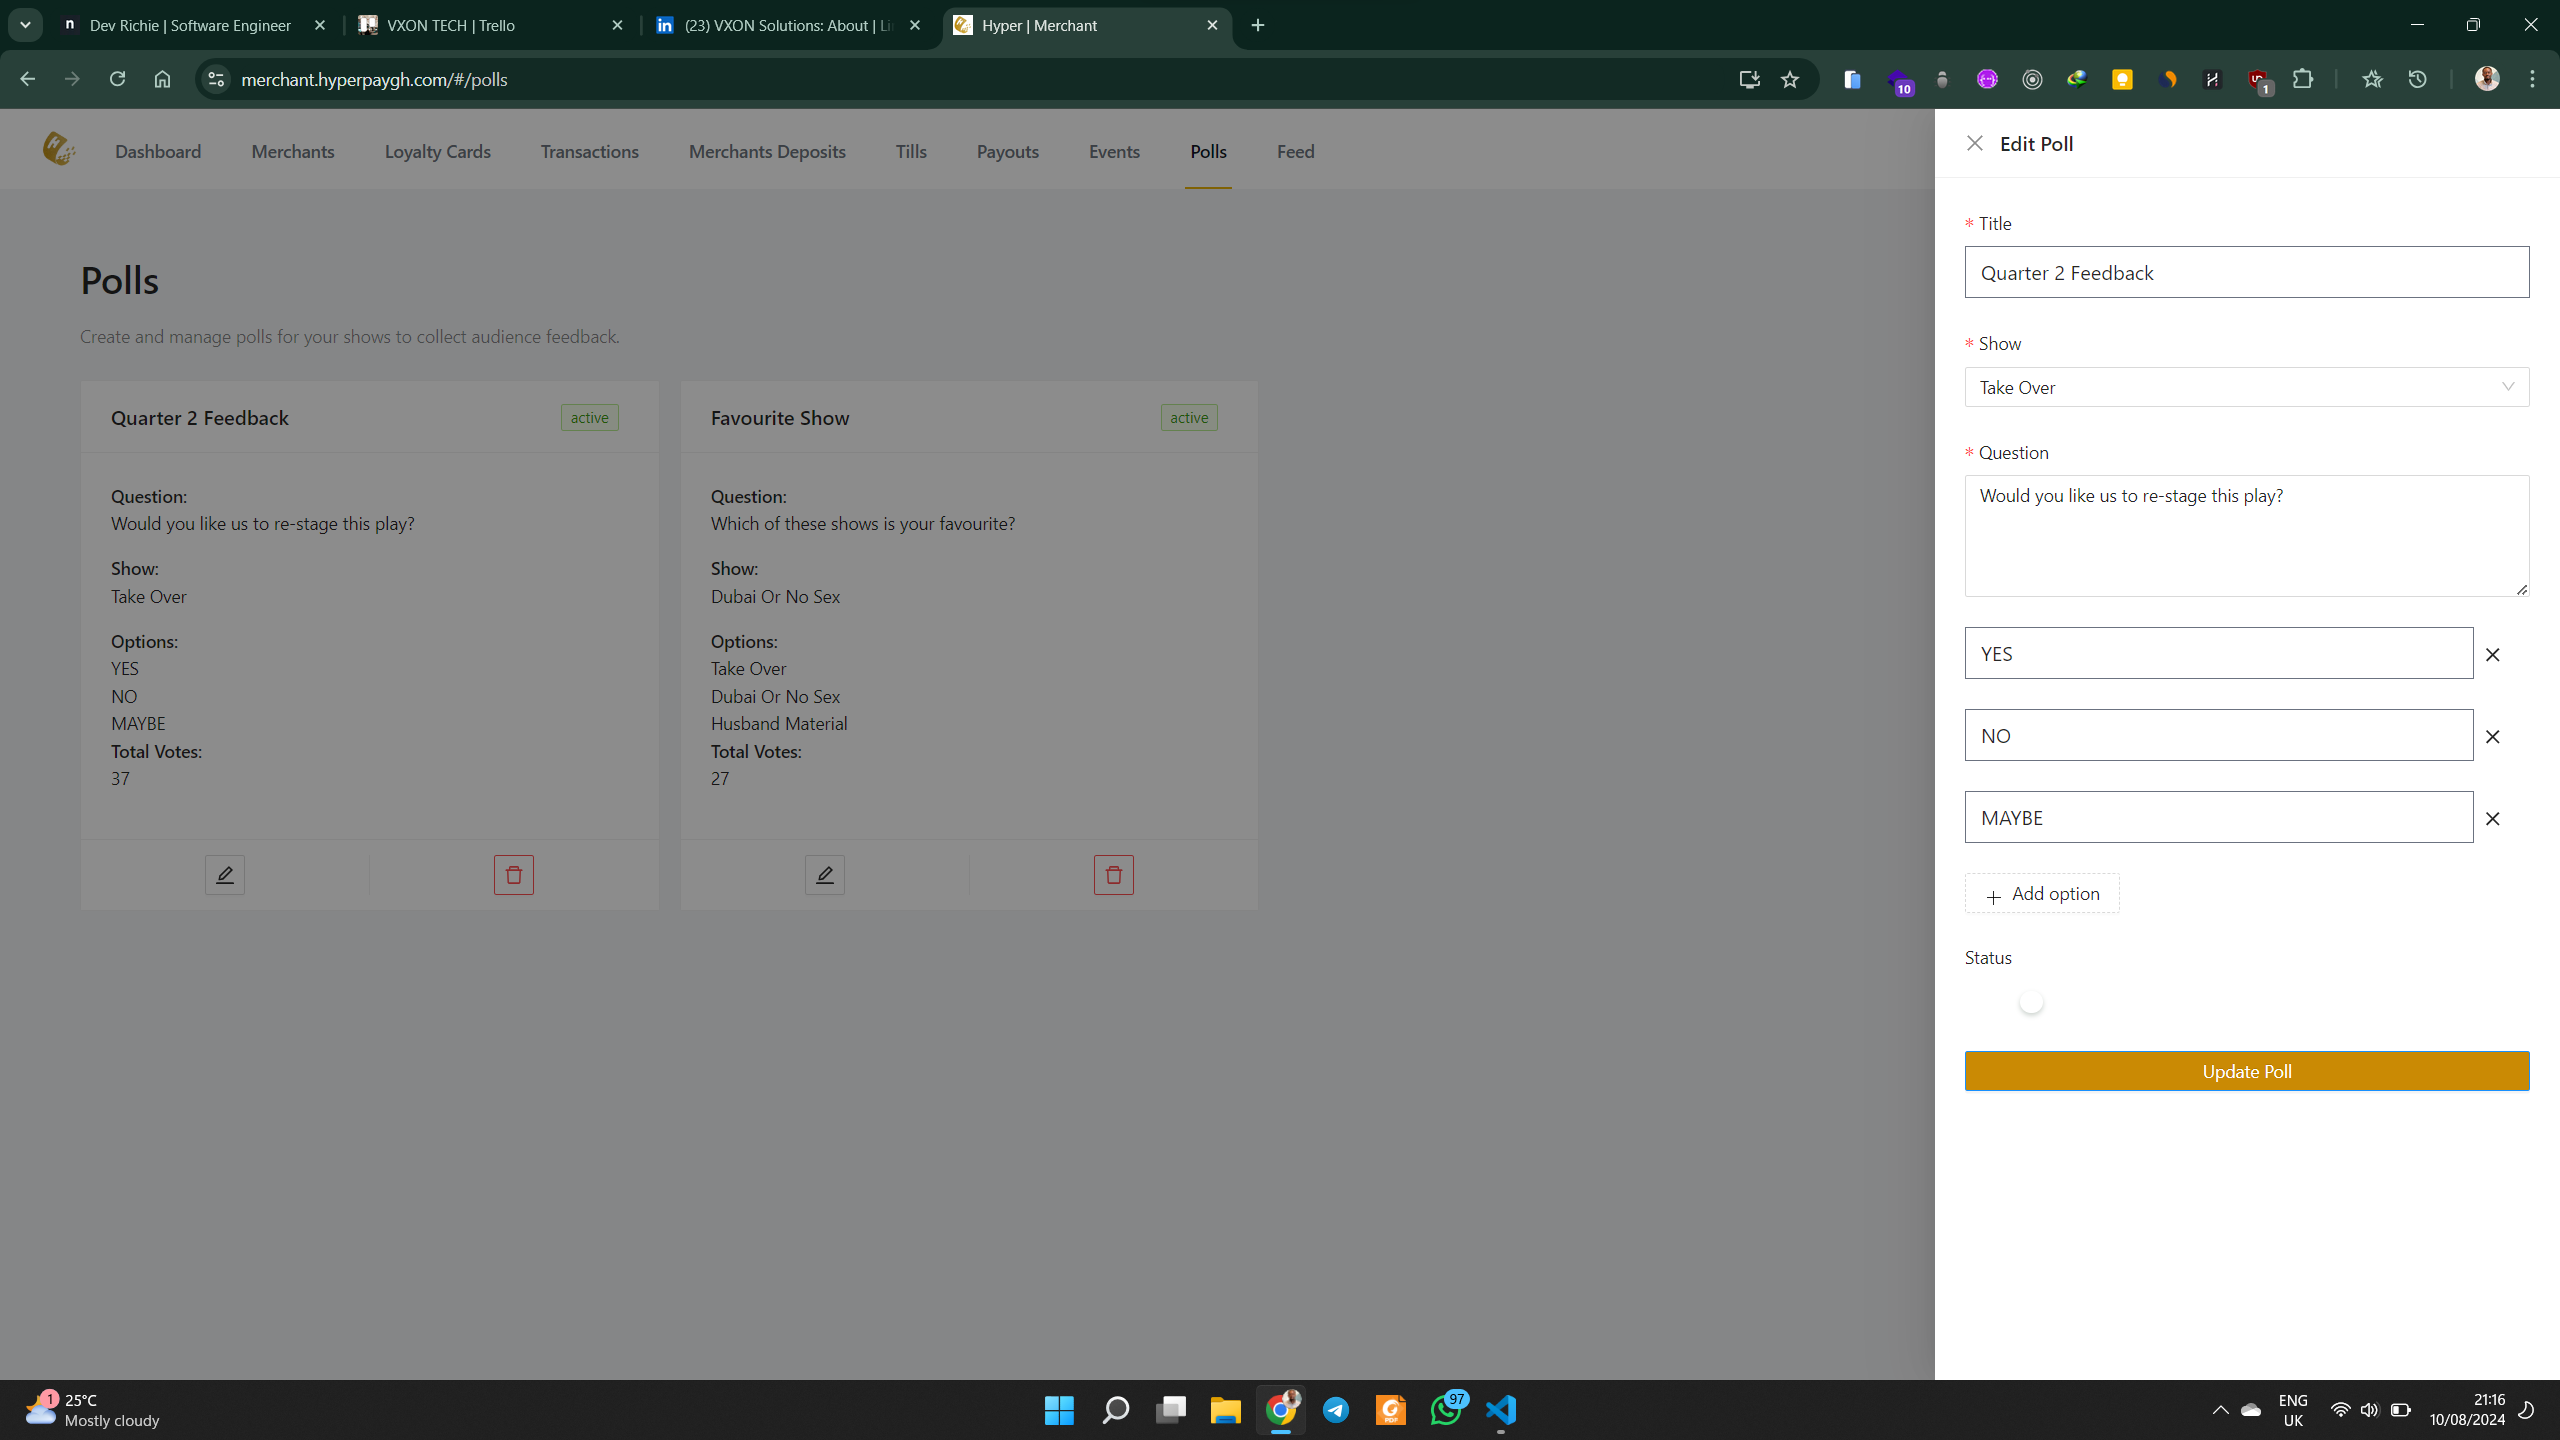 Dev Richie | Software Engineer
VXON TECH | Trello
(23) VXON Solutions: About | Li
Hyper | Merchant
merchant.hyperpaygh.com/#/polls
10
1
Dashboard
Merchants
Loyalty Cards
Transactions
Merchants Deposits
Tills
Payouts
Events
Polls
Feed
Polls
Create and manage polls for your shows to collect audience feedback.
Quarter 2 Feedback
active
Question:
Would you like us to re-stage this play?
Show:
Take Over
Options:
YES
NO
MAYBE
Total Votes:
37
Favourite Show
active
Question:
Which of these shows is your favourite?
Show:
Dubai Or No Sex
Options:
Take Over
Dubai Or No Sex
Husband Material
Total Votes:
27
Edit Poll
* Title
Quarter 2 Feedback
* Show
Take Over
* Question
Would you like us to re-stage this play?
YES
NO
MAYBE
+ Add option
Status
Update Poll
1
25°C
Mostly cloudy
PDF
97
ENG
UK
21:16
10/08/2024